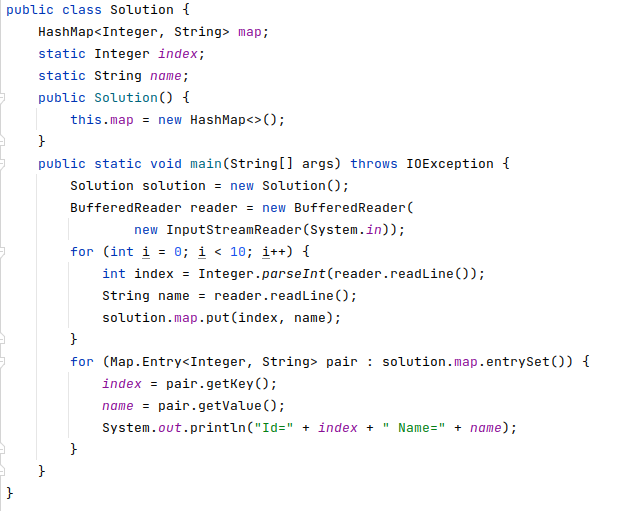 public class Solution {
    HashMap<Integer, String> map;
    static Integer index;
    static String name;
    public Solution() {
        this.map = new HashMap<>();
    }
    public static void main(String[] args) throws IOException {
        Solution solution = new Solution();
        BufferedReader reader = new BufferedReader(
                new InputStreamReader(System.in));
        for (int i = 0; i < 10; i++) {
            int index = Integer.parseInt(reader.readLine());
            String name = reader.readLine();
            solution.map.put(index, name);
        }
        for (Map.Entry<Integer, String> pair : solution.map.entrySet()) {
            index = pair.getKey();
            name = pair.getValue();
            System.out.println("Id=" + index + " Name=" + name);
        }
    }
}